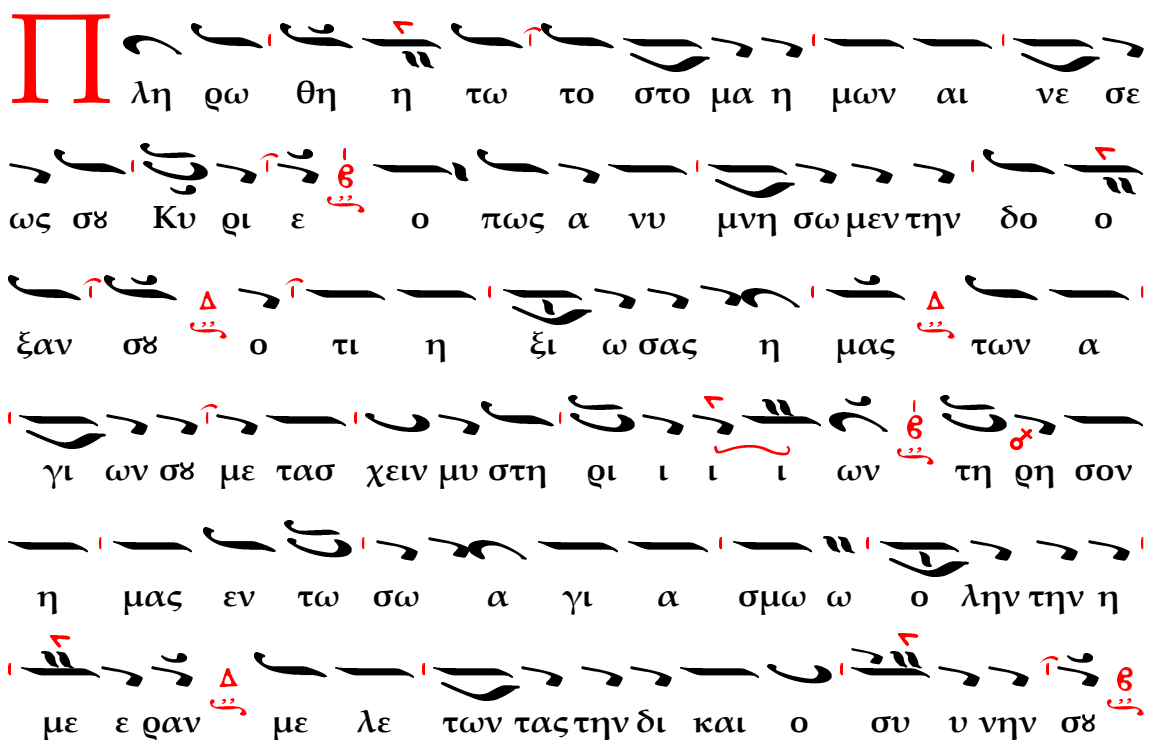 Π λη ρω θη η τω το στο μα η μων αι νε σε
ως σȣ Κυ ρι ε ο πως α νυ μνη σω μεν την δο ο
ξαν σȣ Δ ο τι η ξι ω σας η μας Δ των α
γι ων σȣ με τασ χειν μυ στη ρι ι ι ι ων τη ρη σον
η μας εν τω σω α γι α σμω ω ο λην την η
με ε ραν Δ με λε των τας την δι και ο συ υ νην σȣ